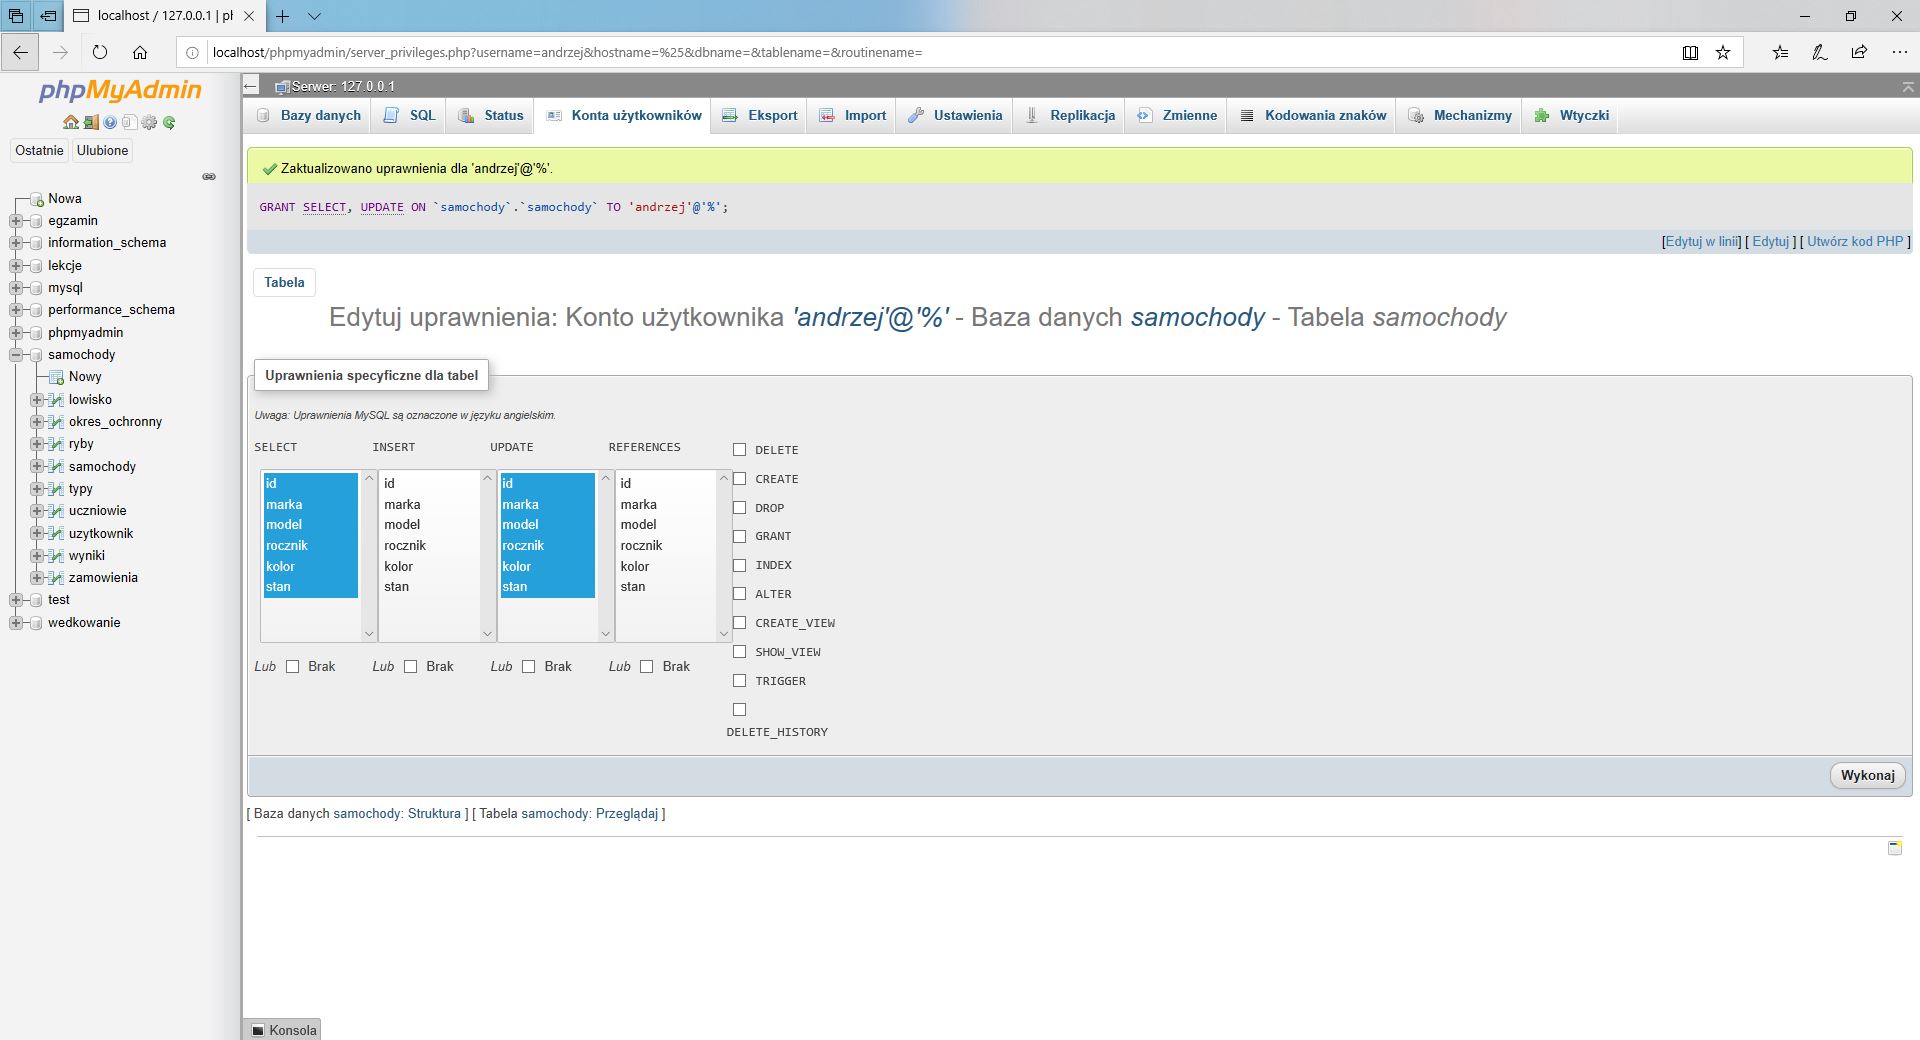 localhost / 127.0.0.1 | pł
localhost/phpmyadmin/server_privileges.php?username=andrzej&hostname=%25&dbname=&tablename=&routinename=
phpMyAdmin
Ostatnie Ulubione
Nowa
egzamin
information_schema
lekcje
mysql
performance_schema
phpmyadmin
samochody
Nowy
lowisko
okres_ochronny
ryby
samochody
typy
uczniowie
uzytkownik
wyniki
zamowienia
test
wedkowanie
Serwer: 127.0.0.1
Bazy danych SQL Status Konta użytkowników Eksport Import Ustawienia Replikacja Zmienne Kodowania znaków Mechanizmy Wtyczki
Zaktualizowano uprawnienia dla 'andrzej'@'%'.
GRANT SELECT, UPDATE ON `samochody`.`samochody` TO 'andrzej'@'%';
[Edytuj w linii] [ Edytuj ] [ Utwórz kod PHP ]
Tabela
Edytuj uprawnienia: Konto użytkownika 'andrzej'@'%' - Baza danych samochody - Tabela samochody
Uprawnienia specyficzne dla tabel
Uwaga: Uprawnienia MySQL są oznaczone w języku angielskim.
SELECT INSERT UPDATE REFERENCES
id id id id
marka marka marka marka
model model model model
rocznik rocznik rocznik rocznik
kolor kolor kolor kolor
stan stan stan stan
Lub Brak Lub Brak Lub Brak Lub Brak
DELETE
CREATE
DROP
GRANT
INDEX
ALTER
CREATE_VIEW
SHOW_VIEW
TRIGGER
DELETE_HISTORY
Wykonaj
[ Baza danych samochody: Struktura ] [ Tabela samochody: Przeglądaj ]
Konsola